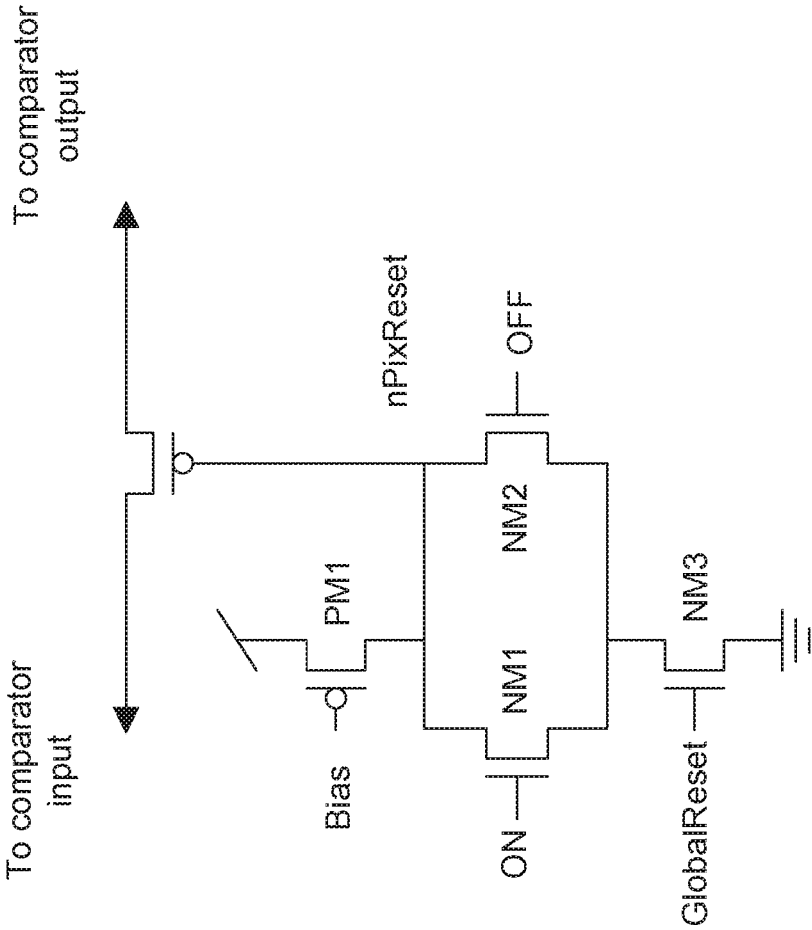 To comparator
input
To comparator
output
Bias
PM1
nPixReset
ON
NM1
NM2
OFF
GlobalReset
NM3